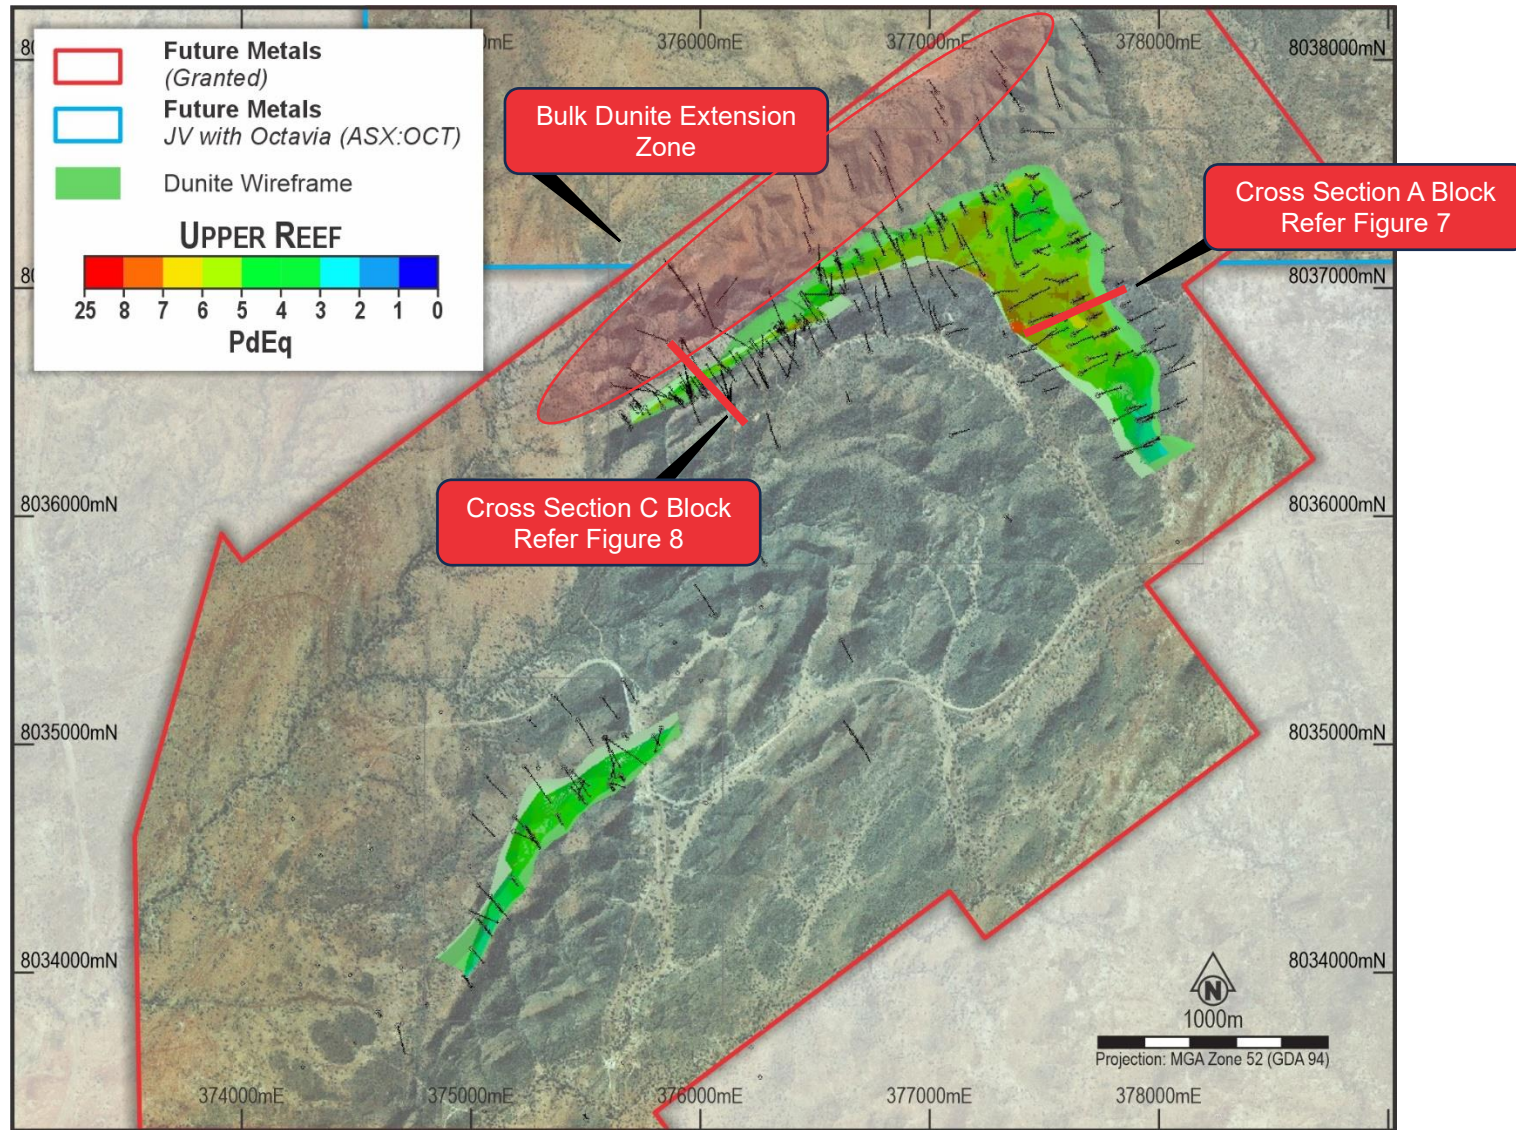 376000mE
377000mE
378000mE
8038000mN
Future Metals
(Granted)
Future Metals
JV with Octavia (ASX:OCT)
Dunite Wireframe
UPPER REEF
25 8 7 6 5 4 3 2 1 0
PdEq
Bulk Dunite Extension
Zone
Cross Section A Block
Refer Figure 7
8037000mN
Cross Section C Block
Refer Figure 8
8036000mN
8036000mN
8035000mN
8035000mN
8034000mN
8034000mN
N
1000m
Projection: MGA Zone 52 (GDA 94)
374000mE
375000mE
376000mE
377000mE
378000mE